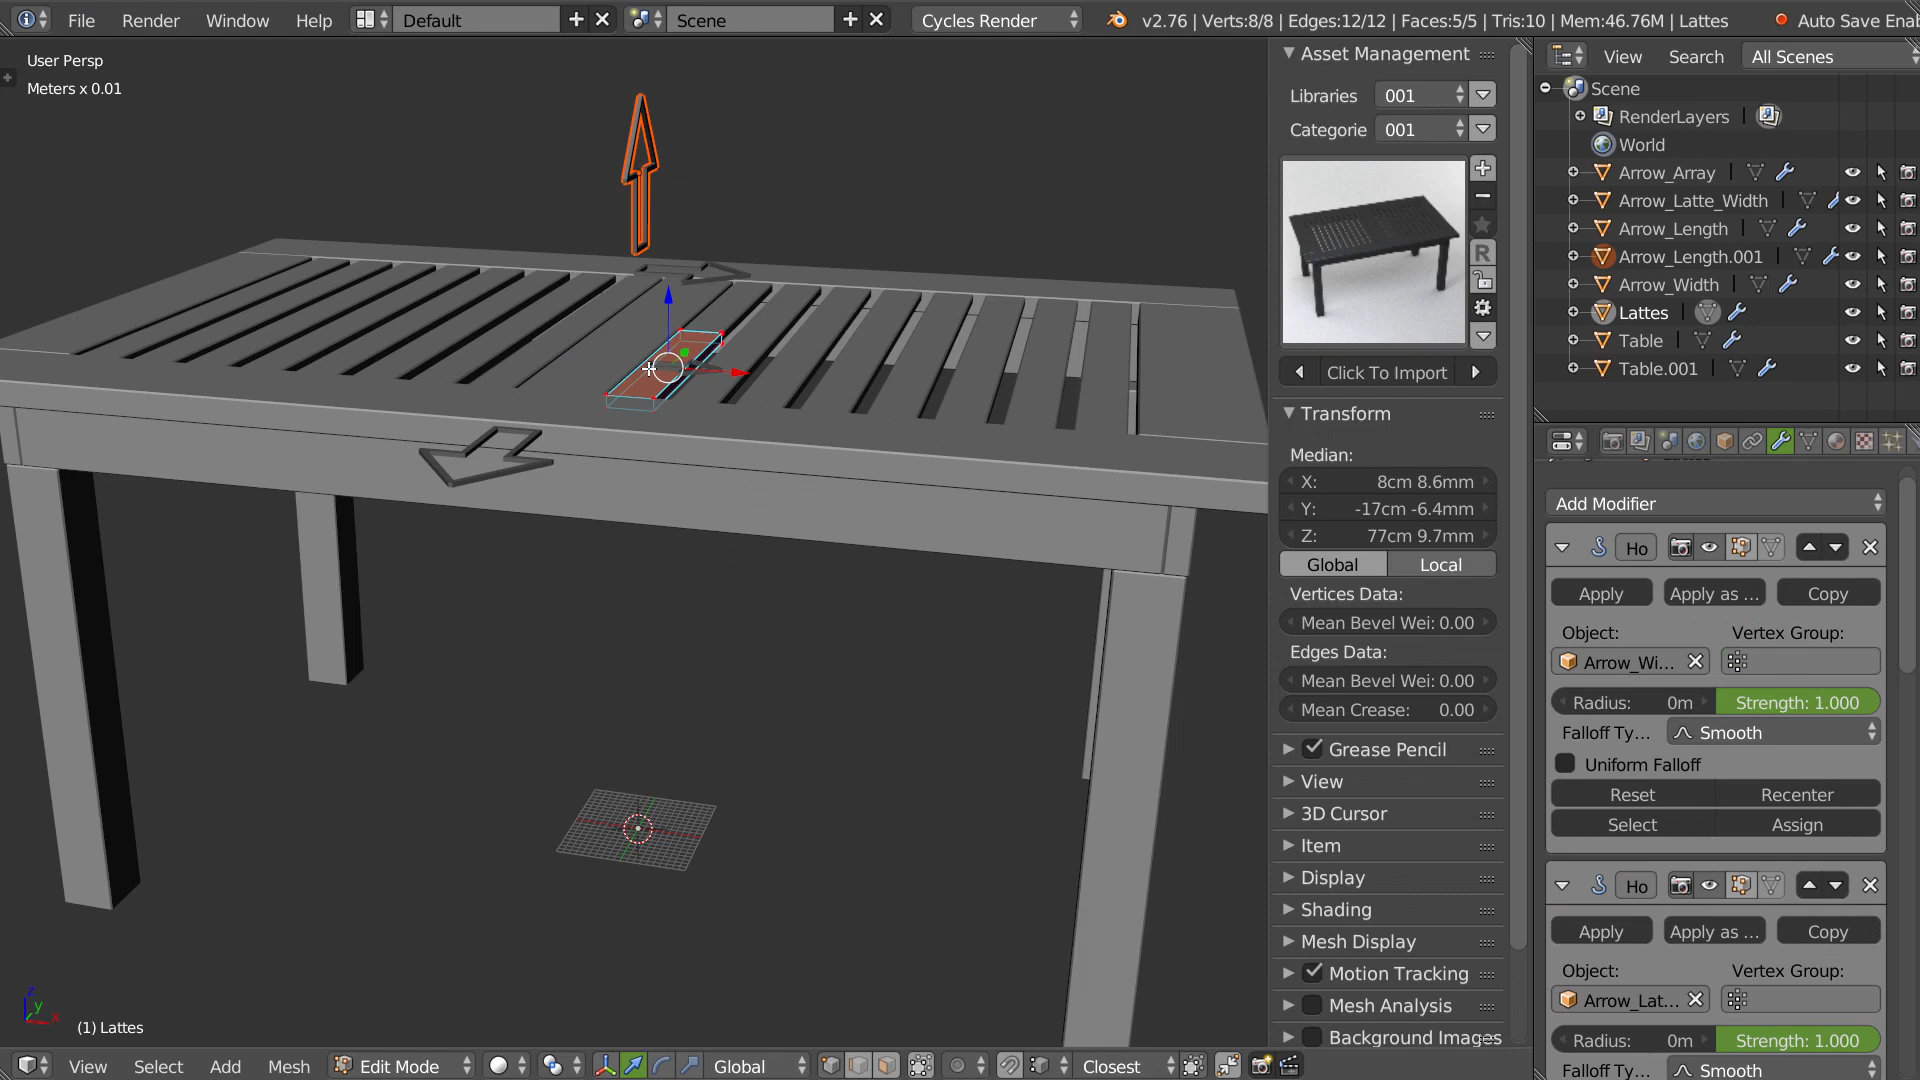 File Render Window Help Default Scene Cycles Render v2.76 | Verts:8/8 | Edges:12/12 | Faces:5/5 | Tris:10 | Mem:46.76M | Lattes Auto Save Enab
User Persp
Meters x 0.01
(1) Lattes
z
y
x
View Select Add Mesh Edit Mode Global Closest
Asset Management
Libraries 001
Categorie 001
R
Click To Import
Transform
Median:
X: 8cm 8.6mm
Y: -17cm -6.4mm
Z: 77cm 9.7mm
Global Local
Vertices Data:
Mean Bevel Wei: 0.00
Edges Data:
Mean Bevel Wei: 0.00
Mean Crease: 0.00
Grease Pencil
View
3D Cursor
Item
Display
Shading
Mesh Display
Motion Tracking
Mesh Analysis
Background Images
View Search All Scenes
Scene
RenderLayers
World
Arrow_Array
Arrow_Latte_Width
Arrow_Length
Arrow_Length.001
Arrow_Width
Lattes
Table
Table.001
Add Modifier
Ho
Apply Apply as ... Copy
Object: Vertex Group:
Arrow_Wi...
Radius: 0m Strength: 1.000
Falloff Ty... Smooth
Uniform Falloff
Reset Recenter
Select Assign
Ho
Apply Apply as ... Copy
Object: Vertex Group:
Arrow_Lat...
Radius: 0m Strength: 1.000
Falloff Ty... Smooth